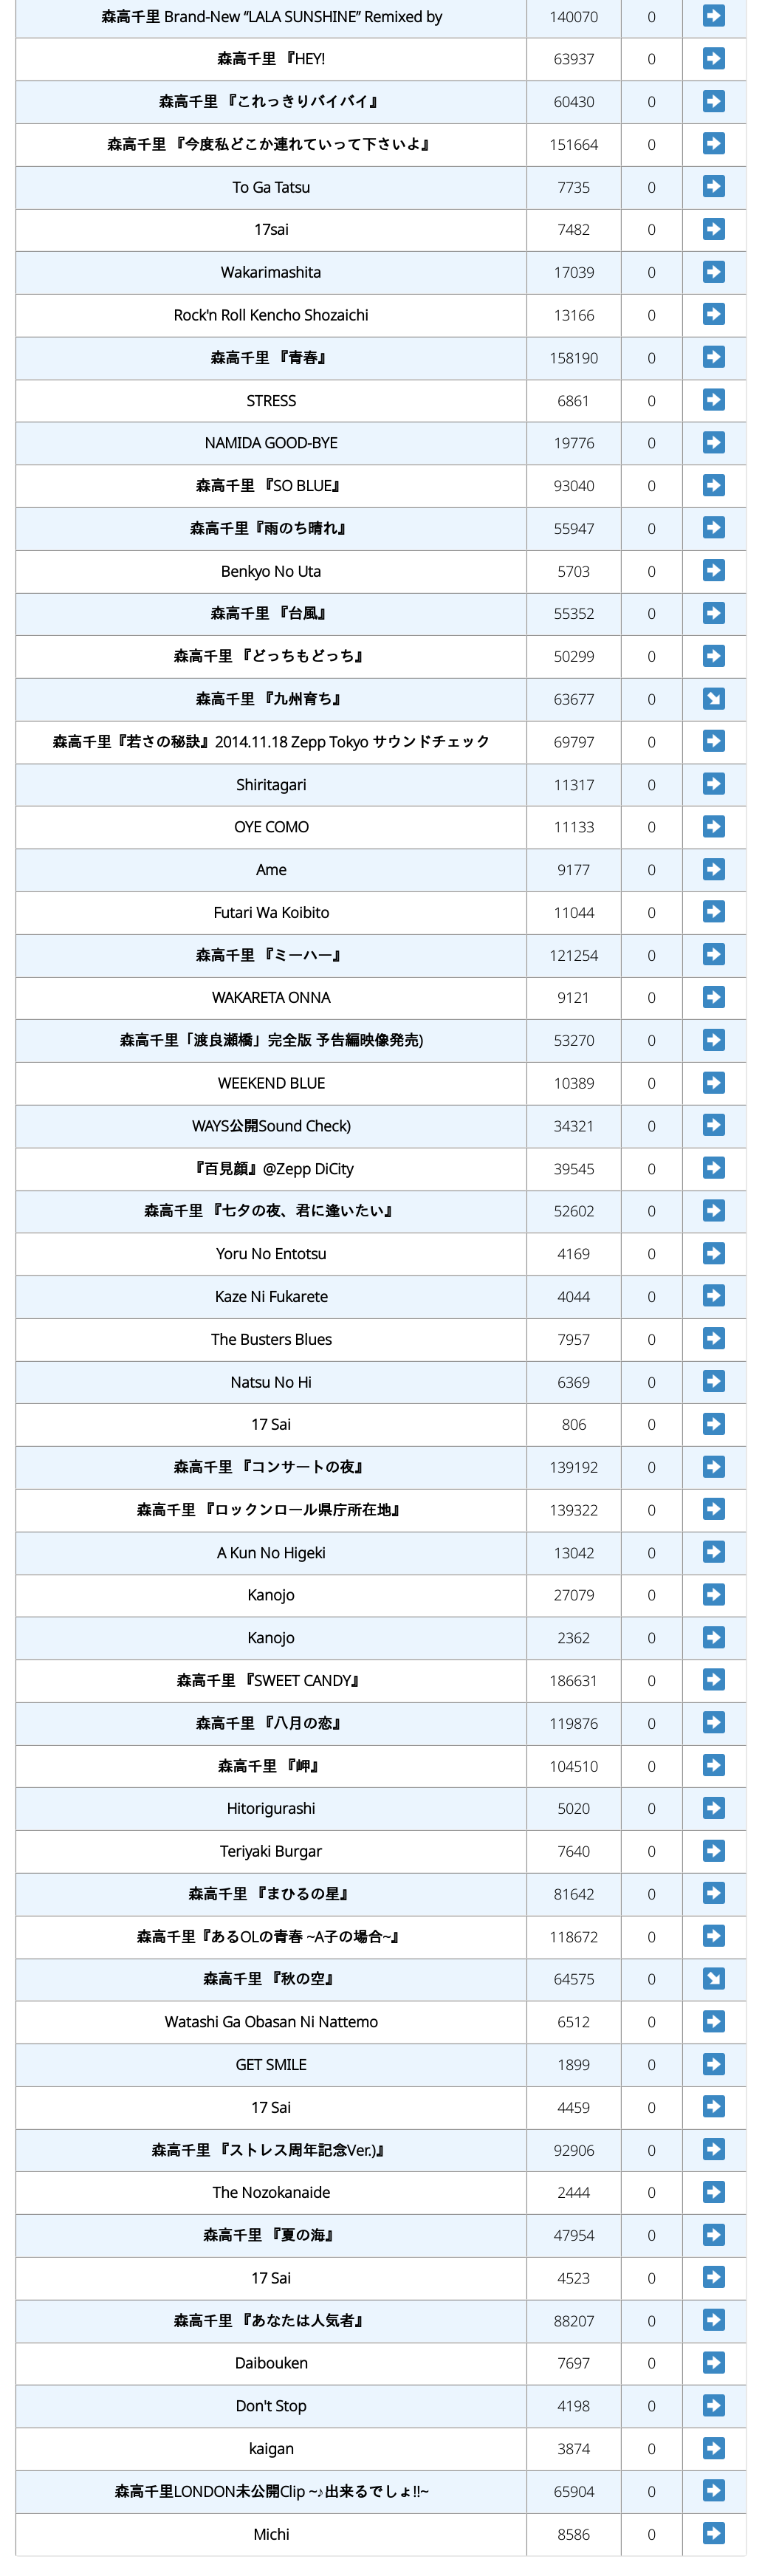 森高千里 Brand-New “LALA SUNSHINE” Remixed by 140070 0 ➡
森高千里 『HEY! 63937 0 ➡
森高千里 『これっきりバイバイ』 60430 0 ➡
森高千里 『今度私どこか連れていって下さいよ』 151664 0 ➡
To Ga Tatsu 7735 0 ➡
17sai 7482 0 ➡
Wakarimashita 17039 0 ➡
Rock'n Roll Kencho Shozaichi 13166 0 ➡
森高千里 『青春』 158190 0 ➡
STRESS 6861 0 ➡
NAMIDA GOOD-BYE 19776 0 ➡
森高千里 『SO BLUE』 93040 0 ➡
森高千里『雨のち晴れ』 55947 0 ➡
Benkyo No Uta 5703 0 ➡
森高千里 『台風』 55352 0 ➡
森高千里 『どっちもどっち』 50299 0 ➡
森高千里 『九州育ち』 63677 0 ↘
森高千里『若さの秘訣』2014.11.18 Zepp Tokyo サウンドチェック 69797 0 ➡
Shiritagari 11317 0 ➡
OYE COMO 11133 0 ➡
Ame 9177 0 ➡
Futari Wa Koibito 11044 0 ➡
森高千里 『ミーハー』 121254 0 ➡
WAKARETA ONNA 9121 0 ➡
森高千里「渡良瀬橋」完全版 予告編映像発売) 53270 0 ➡
WEEKEND BLUE 10389 0 ➡
WAYS公開Sound Check) 34321 0 ➡
『百見顔』@Zepp DiCity 39545 0 ➡
森高千里 『七夕の夜、君に逢いたい』 52602 0 ➡
Yoru No Entotsu 4169 0 ➡
Kaze Ni Fukarete 4044 0 ➡
The Busters Blues 7957 0 ➡
Natsu No Hi 6369 0 ➡
17 Sai 806 0 ➡
森高千里 『コンサートの夜』 139192 0 ➡
森高千里 『ロックンロール県庁所在地』 139322 0 ➡
A Kun No Higeki 13042 0 ➡
Kanojo 27079 0 ➡
Kanojo 2362 0 ➡
森高千里 『SWEET CANDY』 186631 0 ➡
森高千里 『八月の恋』 119876 0 ➡
森高千里 『岬』 104510 0 ➡
Hitorigurashi 5020 0 ➡
Teriyaki Burgar 7640 0 ➡
森高千里 『まひるの星』 81642 0 ➡
森高千里『あるOLの青春 ~A子の場合~』 118672 0 ➡
森高千里 『秋の空』 64575 0 ↘
Watashi Ga Obasan Ni Nattemo 6512 0 ➡
GET SMILE 1899 0 ➡
17 Sai 4459 0 ➡
森高千里 『ストレス周年記念Ver.)』 92906 0 ➡
The Nozokanaide 2444 0 ➡
森高千里 『夏の海』 47954 0 ➡
17 Sai 4523 0 ➡
森高千里 『あなたは人気者』 88207 0 ➡
Daibouken 7697 0 ➡
Don't Stop 4198 0 ➡
kaigan 3874 0 ➡
森高千里LONDON未公開Clip ~♪出来るでしょ!!~ 65904 0 ➡
Michi 8586 0 ➡